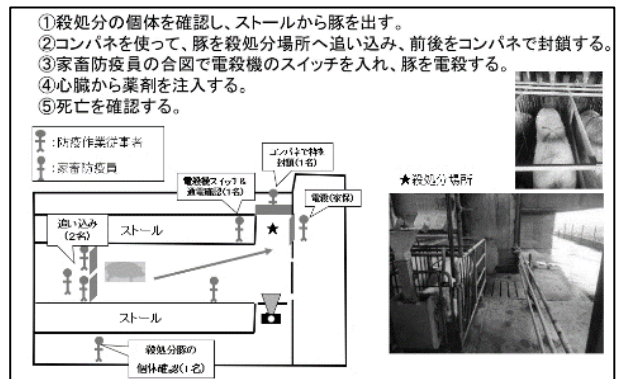 ①殺処分の個体を確認し、ストールから豚を出す。
②コンパネを使って、豚を殺処分場所へ追い込み、前後をコンパネで封鎖する。
③家畜防疫員の合図で電殺機のスイッチを入れ、豚を電殺する。
④心臓から薬剤を注入する。
⑤死亡を確認する。
:防疫作業従事者
:家畜防疫員
コンパネで
封鎖(1名)
★殺処分場所
電殺機スイッチ&
通電確認(1名)
電殺(家保)
追い込み
(2名)
ストール
★
ストール
殺処分豚の
個体確認(1名)